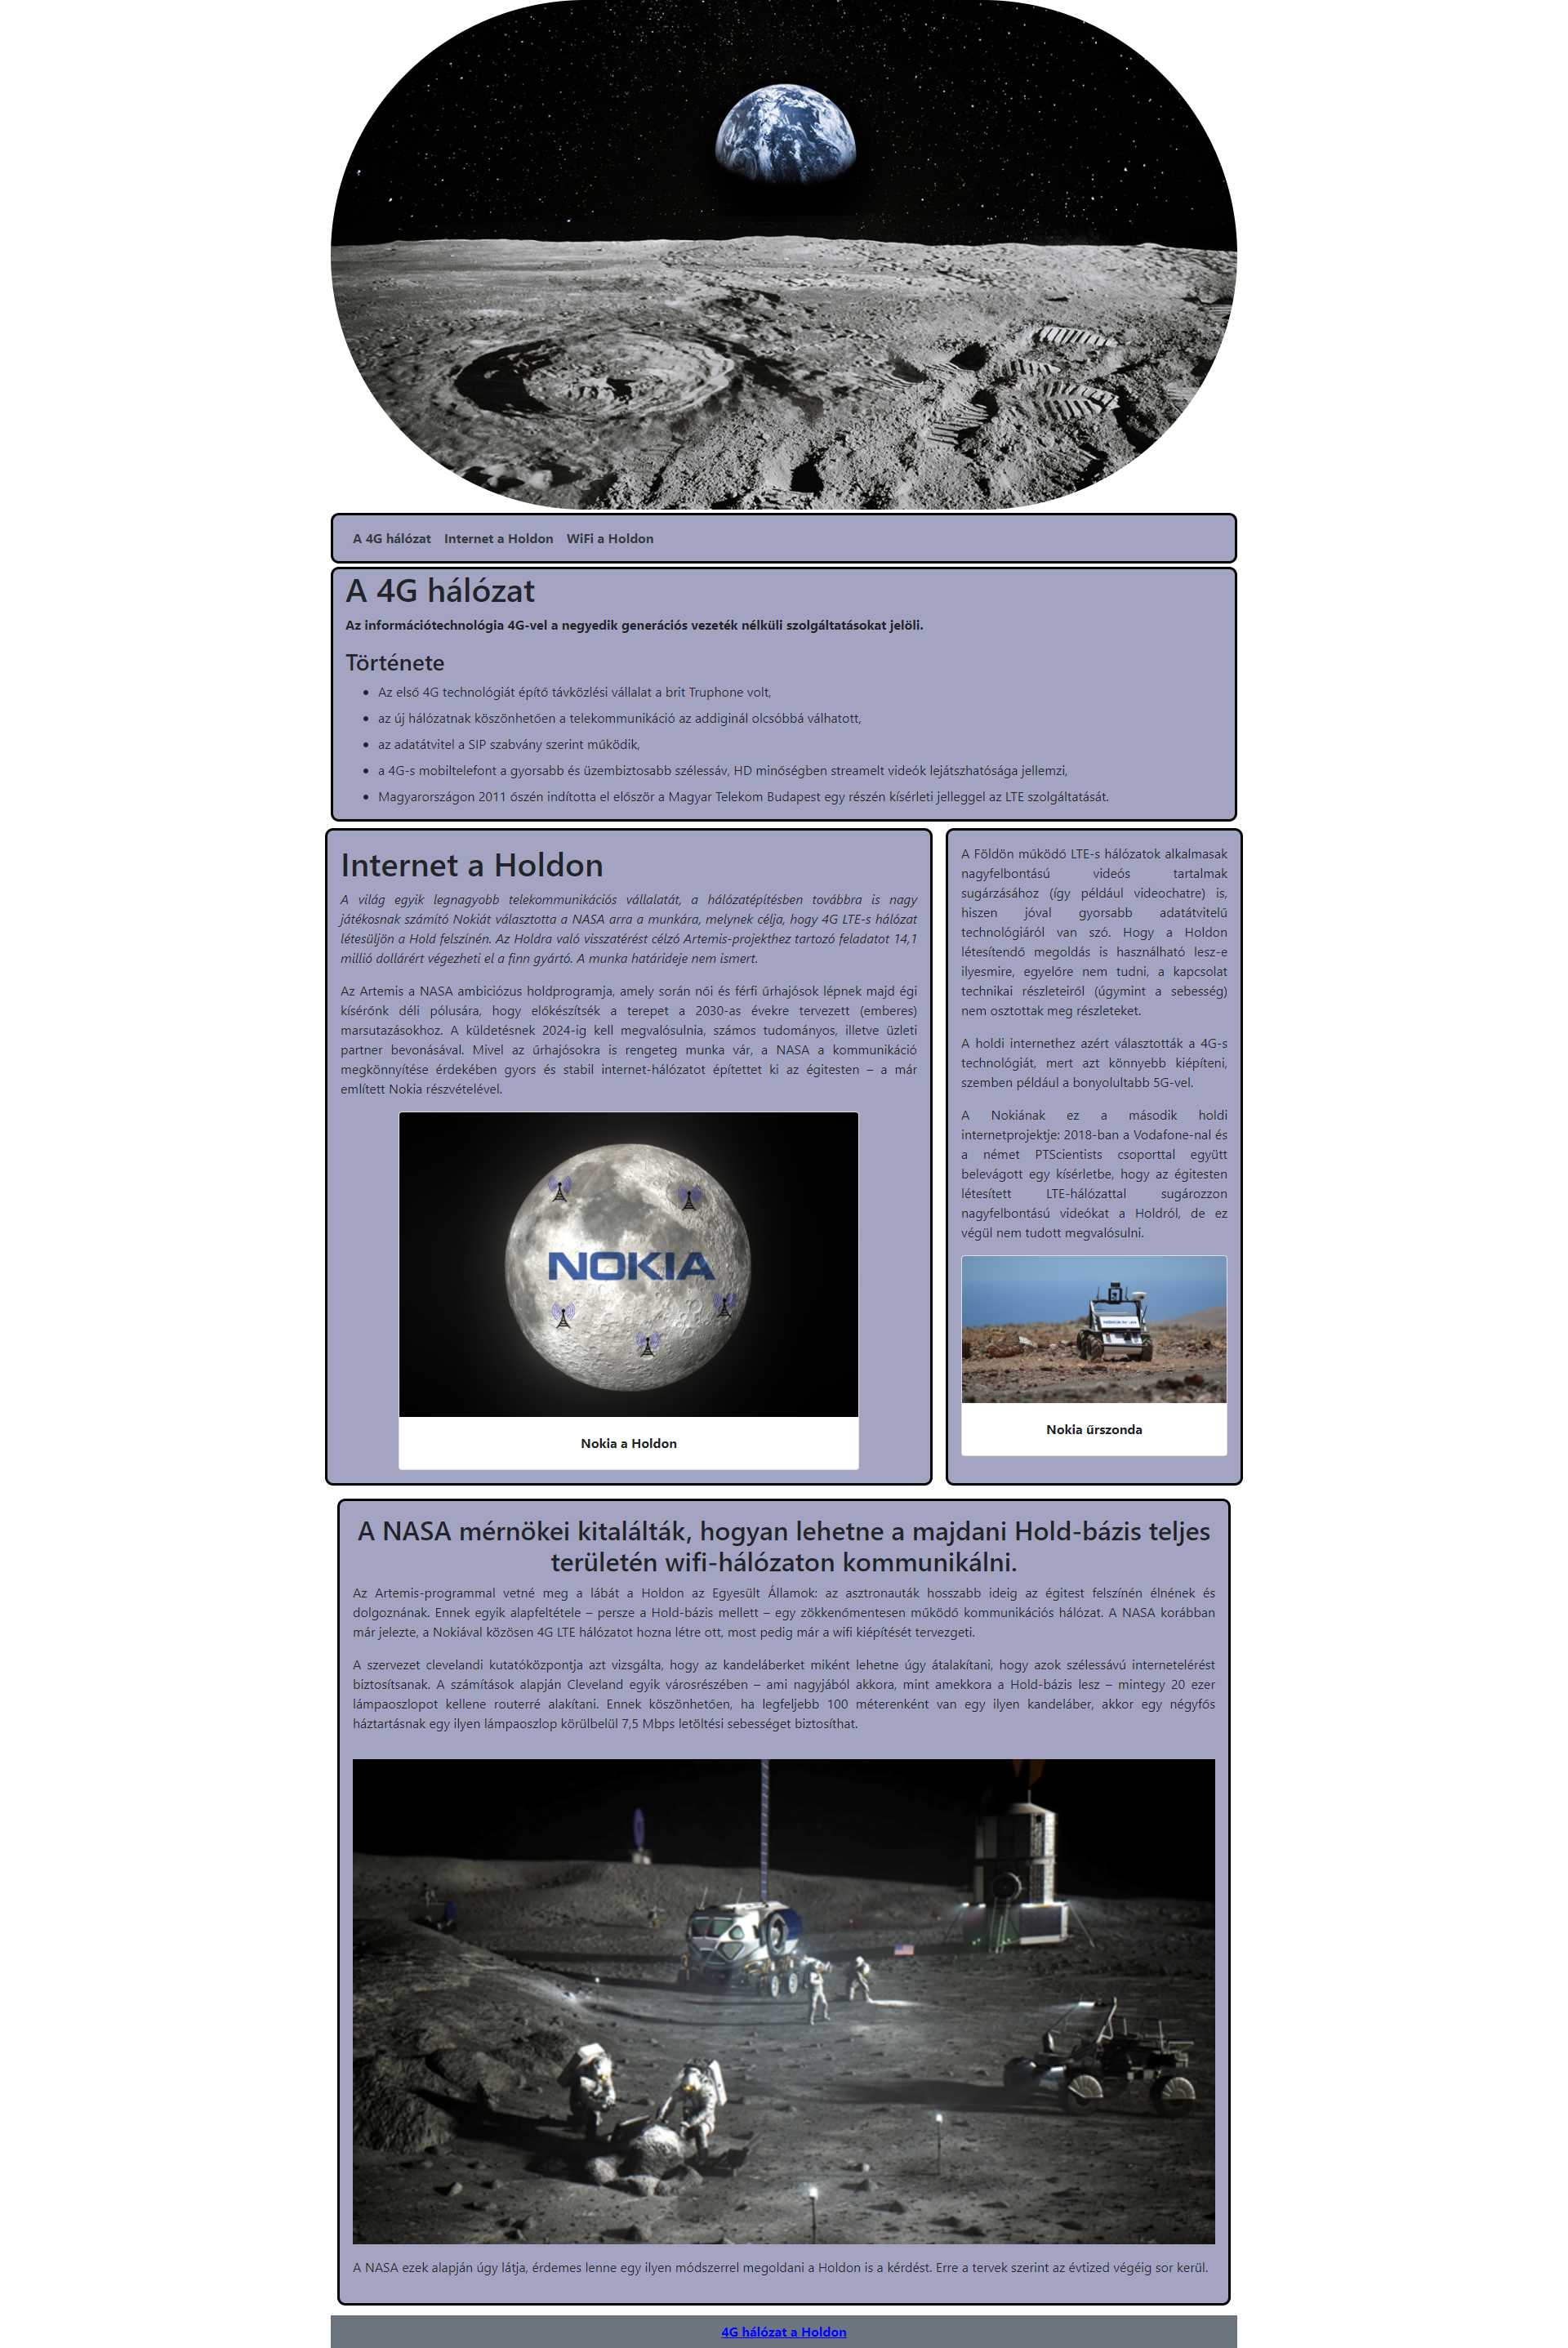 A 4G hálózat Internet a Holdon WiFi a Holdon
A 4G hálózat
Az információtechnológia 4G-vel a negyedik generációs vezeték nélküli szolgáltatásokat jelöli.
Története
Az első 4G technológiát építő távközlési vállalat a brit Truphone volt,
az új hálózatnak köszönhetően a telekommunikáció az addiginál olcsóbbá válhatott,
az adatátvitel a SIP szabvány szerint működik,
a 4G-s mobiltelefont a gyorsabb és üzembiztosabb szélessáv, HD minőségben streamelt videók lejátszhatósága jellemzi,
Magyarországon 2011 őszén indította el először a Magyar Telekom Budapest egy részén kísérleti jelleggel az LTE szolgáltatását.
Internet a Holdon
A világ egyik legnagyobb telekommunikációs vállalatát, a hálózatépítésben továbbra is nagy
játékosnak számító Nokiát választotta a NASA arra a munkára, melynek célja, hogy 4G LTE-s hálózat
létesüljön a Hold felszínén. Az Holdra való visszatérést célzó Artemis-projekthez tartozó feladatot 14,1
millió dollárért végezheti el a finn gyártó. A munka határideje nem ismert.
Az Artemis a NASA ambiciózus holdprogramja, amely során női és férfi űrhajósok lépnek majd égi
kísérőnk déli pólusára, hogy előkészítsék a terepet a 2030-as évekre tervezett (emberes)
marsutazásokhoz. A küldetésnek 2024-ig kell megvalósulnia, számos tudományos, illetve üzleti
partner bevonásával. Mivel az űrhajósokra is rengeteg munka vár, a NASA a kommunikáció
megkönnyítése érdekében gyors és stabil internet-hálózatot építettet ki az égitesten – a már
említett Nokia részvételével.
NOKIA
Nokia a Holdon
A Földön működő LTE-s hálózatok alkalmasak
nagyfelbontású videós tartalmak
sugárzásához (így például videochatre) is,
hiszen jóval gyorsabb adatátvitelű
technológiáról van szó. Hogy a Holdon
létesítendő megoldás is használható lesz-e
ilyesmire, egyelőre nem tudni, a kapcsolat
technikai részleteiről (úgymint a sebesség)
nem osztottak meg részleteket.
A holdi internethez azért választották a 4G-s
technológiát, mert azt könnyebb kiépíteni,
szemben például a bonyolultabb 5G-vel.
A Nokiának ez a második holdi
internetprojektje: 2018-ban a Vodafone-nal és
a német PTScientists csoporttal együtt
belevágott egy kísérletbe, hogy az égitesten
létesített LTE-hálózattal sugározzon
nagyfelbontású videókat a Holdról, de ez
végül nem tudott megvalósulni.
Nokia űrszonda
A NASA mérnökei kitalálták, hogyan lehetne a majdani Hold-bázis teljes
területén wifi-hálózaton kommunikálni.
Az Artemis-programmal vetné meg a lábát a Holdon az Egyesült Államok: az asztronauták hosszabb ideig az égitest felszínén élnének és
dolgoznának. Ennek egyik alapfeltétele – persze a Hold-bázis mellett – egy zökkenőmentesen működő kommunikációs hálózat. A NASA korábban
már jelezte, a Nokiával közösen 4G LTE hálózatot hozna létre ott, most pedig már a wifi kiépítését tervezgeti.
A szervezet clevelandi kutatóközpontja azt vizsgálta, hogy az kandeláberket miként lehetne úgy átalakítani, hogy azok szélessávú internetelérést
biztosítsanak. A számítások alapján Cleveland egyik városrészében – ami nagyjából akkora, mint amekkora a Hold-bázis lesz – mintegy 20 ezer
lámpaoszlopot kellene routerré alakítani. Ennek köszönhetően, ha legfeljebb 100 méterenként van egy ilyen kandeláber, akkor egy négyfős
háztartásnak egy ilyen lámpaoszlop körülbelül 7,5 Mbps letöltési sebességet biztosíthat.
A NASA ezek alapján úgy látja, érdemes lenne egy ilyen módszerrel megoldani a Holdon is a kérdést. Erre a tervek szerint az évtized végéig sor kerül.
4G hálózat a Holdon